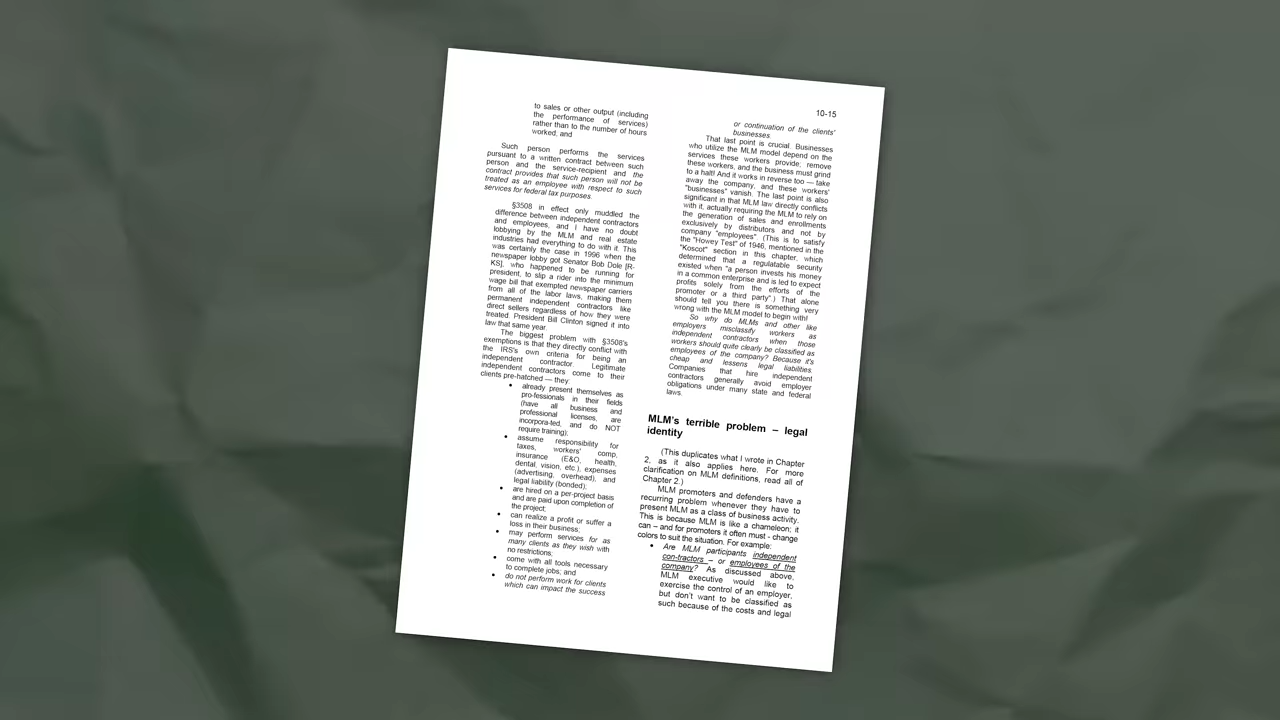 10-15
to sales or other output (including
the performance of services)
rather than to the number of hours
worked, and
Such person performs the services
pursuant to a written contract between such
person and the service-recipient and the
contract provides that such person will not be
treated as an employee with respect to such
services for federal tax purposes.
§3508 in effect only muddled the
difference between independent contractors
and employees, and I have no doubt
lobbying by the MLM and real estate
industries had everything to do with it. This
was certainly the case in 1996 when the
newspaper lobby got Senator Bob Dole [R-
KS], who happened to be running for
president, to slip a rider into the minimum
wage bill that exempted newspaper carriers
from all of the labor laws, making them
permanent independent contractors like
direct sellers regardless of how they were
treated. President Bill Clinton signed it into
law that same year.
The biggest problem with §3508's
exemptions is that they directly conflict with
the IRS's own criteria for being an
independent contractor. Legitimate
independent contractors come to their
clients pre-hatched — they:
• already present themselves as
pro-fessionals in their fields
(have all business and
professional licenses, are
incorpora-ted, and do NOT
require training);
• assume responsibility for
taxes, workers' comp,
insurance (E&O, health,
dental, vision, etc.), expenses
(advertising, overhead), and
legal liability (bonded);
• are hired on a per-project basis
and are paid upon completion of
the project;
• can realize a profit or suffer a
loss in their business;
• may perform services for as
many clients as they wish with
no restrictions;
• come with all tools necessary
to complete jobs; and
• do not perform work for clients
which can impact the success
or continuation of the clients'
businesses.
That last point is crucial. Businesses
who utilize the MLM model depend on the
services these workers provide; remove
these workers, and the business must grind
to a halt! And it works in reverse too — take
away the company, and these workers'
"businesses" vanish. The last point is also
significant in that MLM law directly conflicts
with it, actually requiring the MLM to rely on
the generation of sales and enrollments
exclusively by distributors and not by
company "employees". (This is to satisfy
the "Howey Test" of 1946, mentioned in the
"Koscot" section in this chapter, which
determined that a regulatable security
existed when "a person invests his money
in a common enterprise and is led to expect
profits solely from the efforts of the
promoter or a third party".) That alone
should tell you there is something very
wrong with the MLM model to begin with!
So why do MLMs and other like
employers misclassify workers as
independent contractors when those
workers should quite clearly be classified as
employees of the company? Because it's
cheap and lessens legal liabilities.
Companies that hire independent
contractors generally avoid employer
obligations under many state and federal
laws.
MLM's terrible problem – legal
identity
(This duplicates what I wrote in Chapter
2, as it also applies here. For more
clarification on MLM definitions, read all of
Chapter 2.)
MLM promoters and defenders have a
recurring problem whenever they have to
present MLM as a class of business activity.
This is because MLM is like a chameleon; it
can – and for promoters it often must - change
colors to suit the situation. For example:
• Are MLM participants independent
con-tractors – or employees of the
company? As discussed above,
MLM executive would like to
exercise the control of an employer,
but don't want to be classified as
such because of the costs and legal